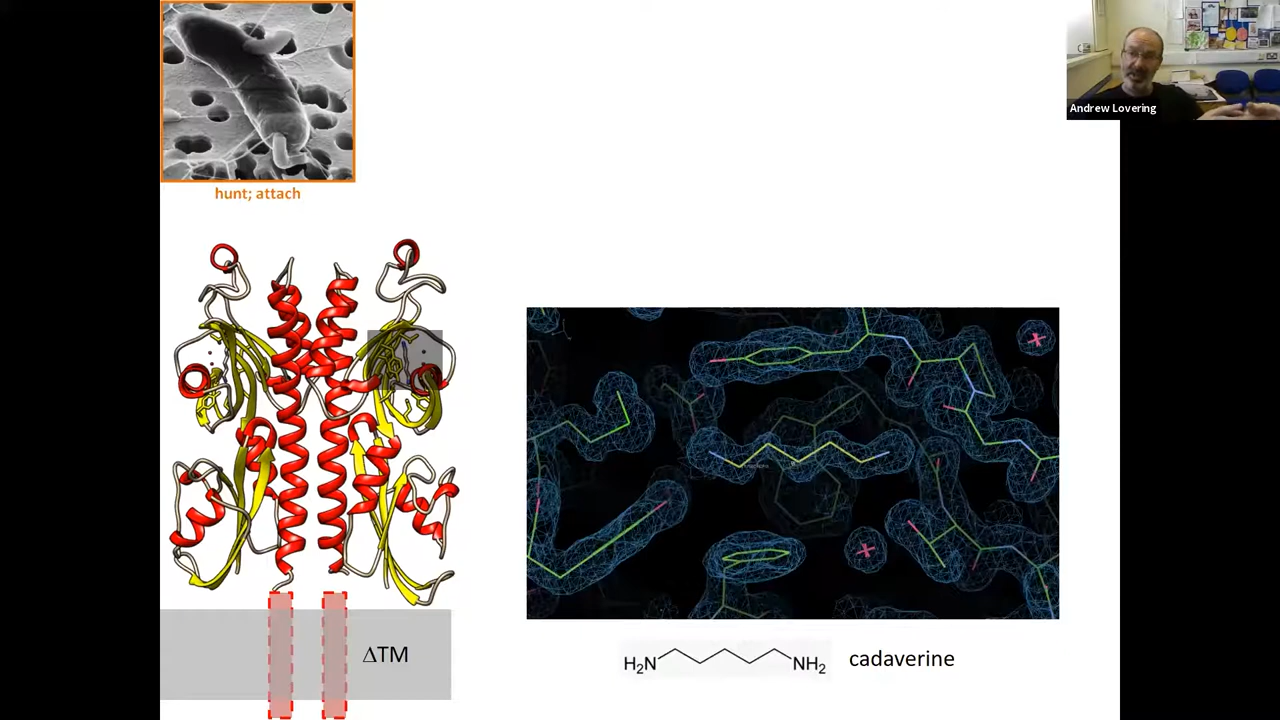 Andrew Lovering
hunt; attach
ΔTM
H₂N
NH₂
cadaverine